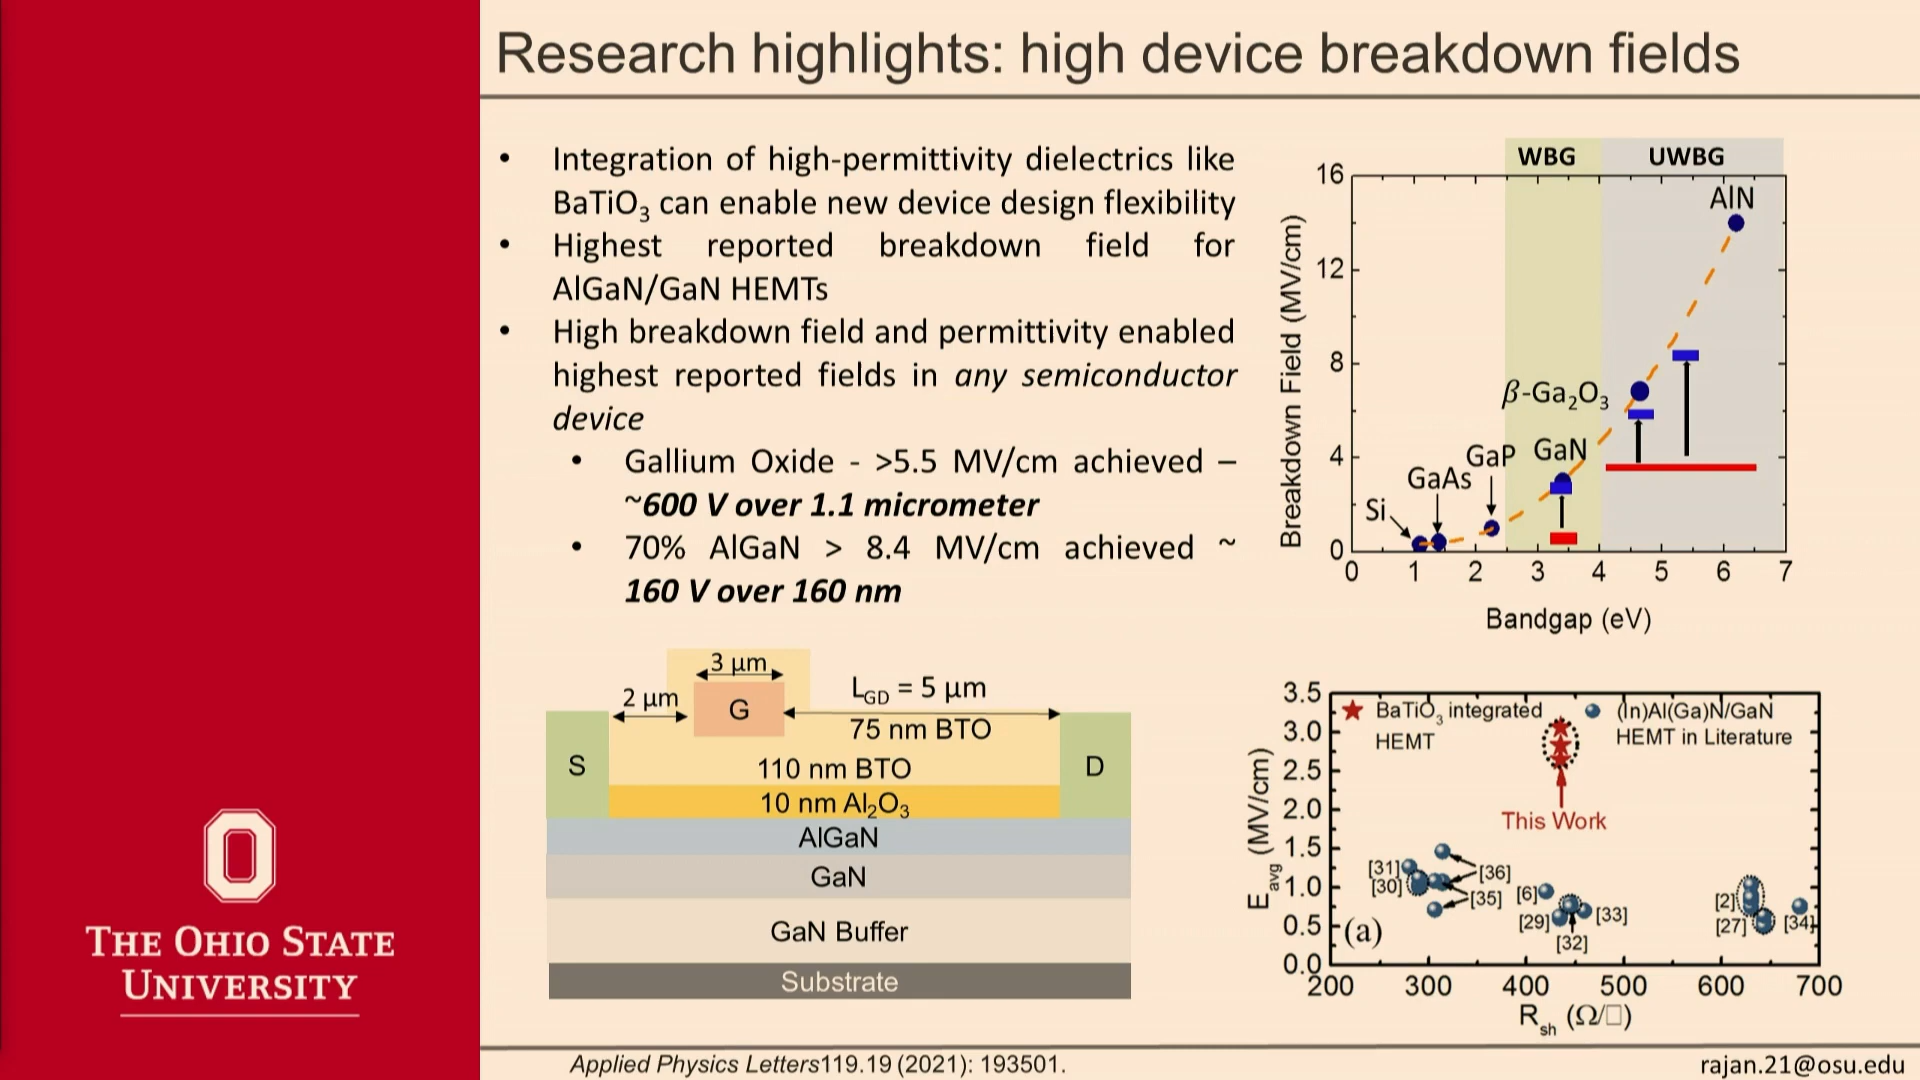 Research highlights: high device breakdown fields
• Integration of high-permittivity dielectrics like
BaTiO3 can enable new device design flexibility
• Highest reported breakdown field for
AlGaN/GaN HEMTs
• High breakdown field and permittivity enabled
highest reported fields in any semiconductor
device
• Gallium Oxide - >5.5 MV/cm achieved –
~600 V over 1.1 micrometer
• 70% AlGaN > 8.4 MV/cm achieved ~
160 V over 160 nm
WBG UWBG
16
12
8
4
0
Breakdown Field (MV/cm)
AlN
β-Ga2O3
GaP GaN
GaAs
Si
0 1 2 3 4 5 6 7
Bandgap (eV)
3 μm
2 μm
G
LGD = 5 μm
75 nm BTO
S
110 nm BTO
D
10 nm Al2O3
AlGaN
GaN
GaN Buffer
Substrate
3.5
3.0
2.5
2.0
1.5
1.0
0.5
0.0
Eavg (MV/cm)
BaTiO3 integrated
HEMT
(In)Al(Ga)N/GaN
HEMT in Literature
This Work
[31]
[30]
[36]
[35]
[6]
[29]
[33]
[32]
[2]
[27]
[34]
(a)
200 300 400 500 600 700
Rsh (Ω/□)
THE OHIO STATE
UNIVERSITY
Applied Physics Letters119.19 (2021): 193501.
rajan.21@osu.edu